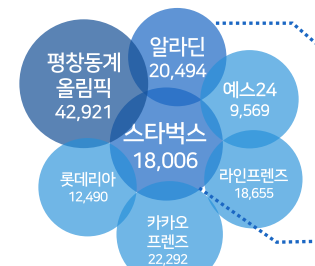 알라딘
20,494
평창동계
올림픽
42,921
예스24
9,569
스타벅스
18,006
롯데리아
12,490
라인프렌즈
18,655
카카오
프렌즈
22,292